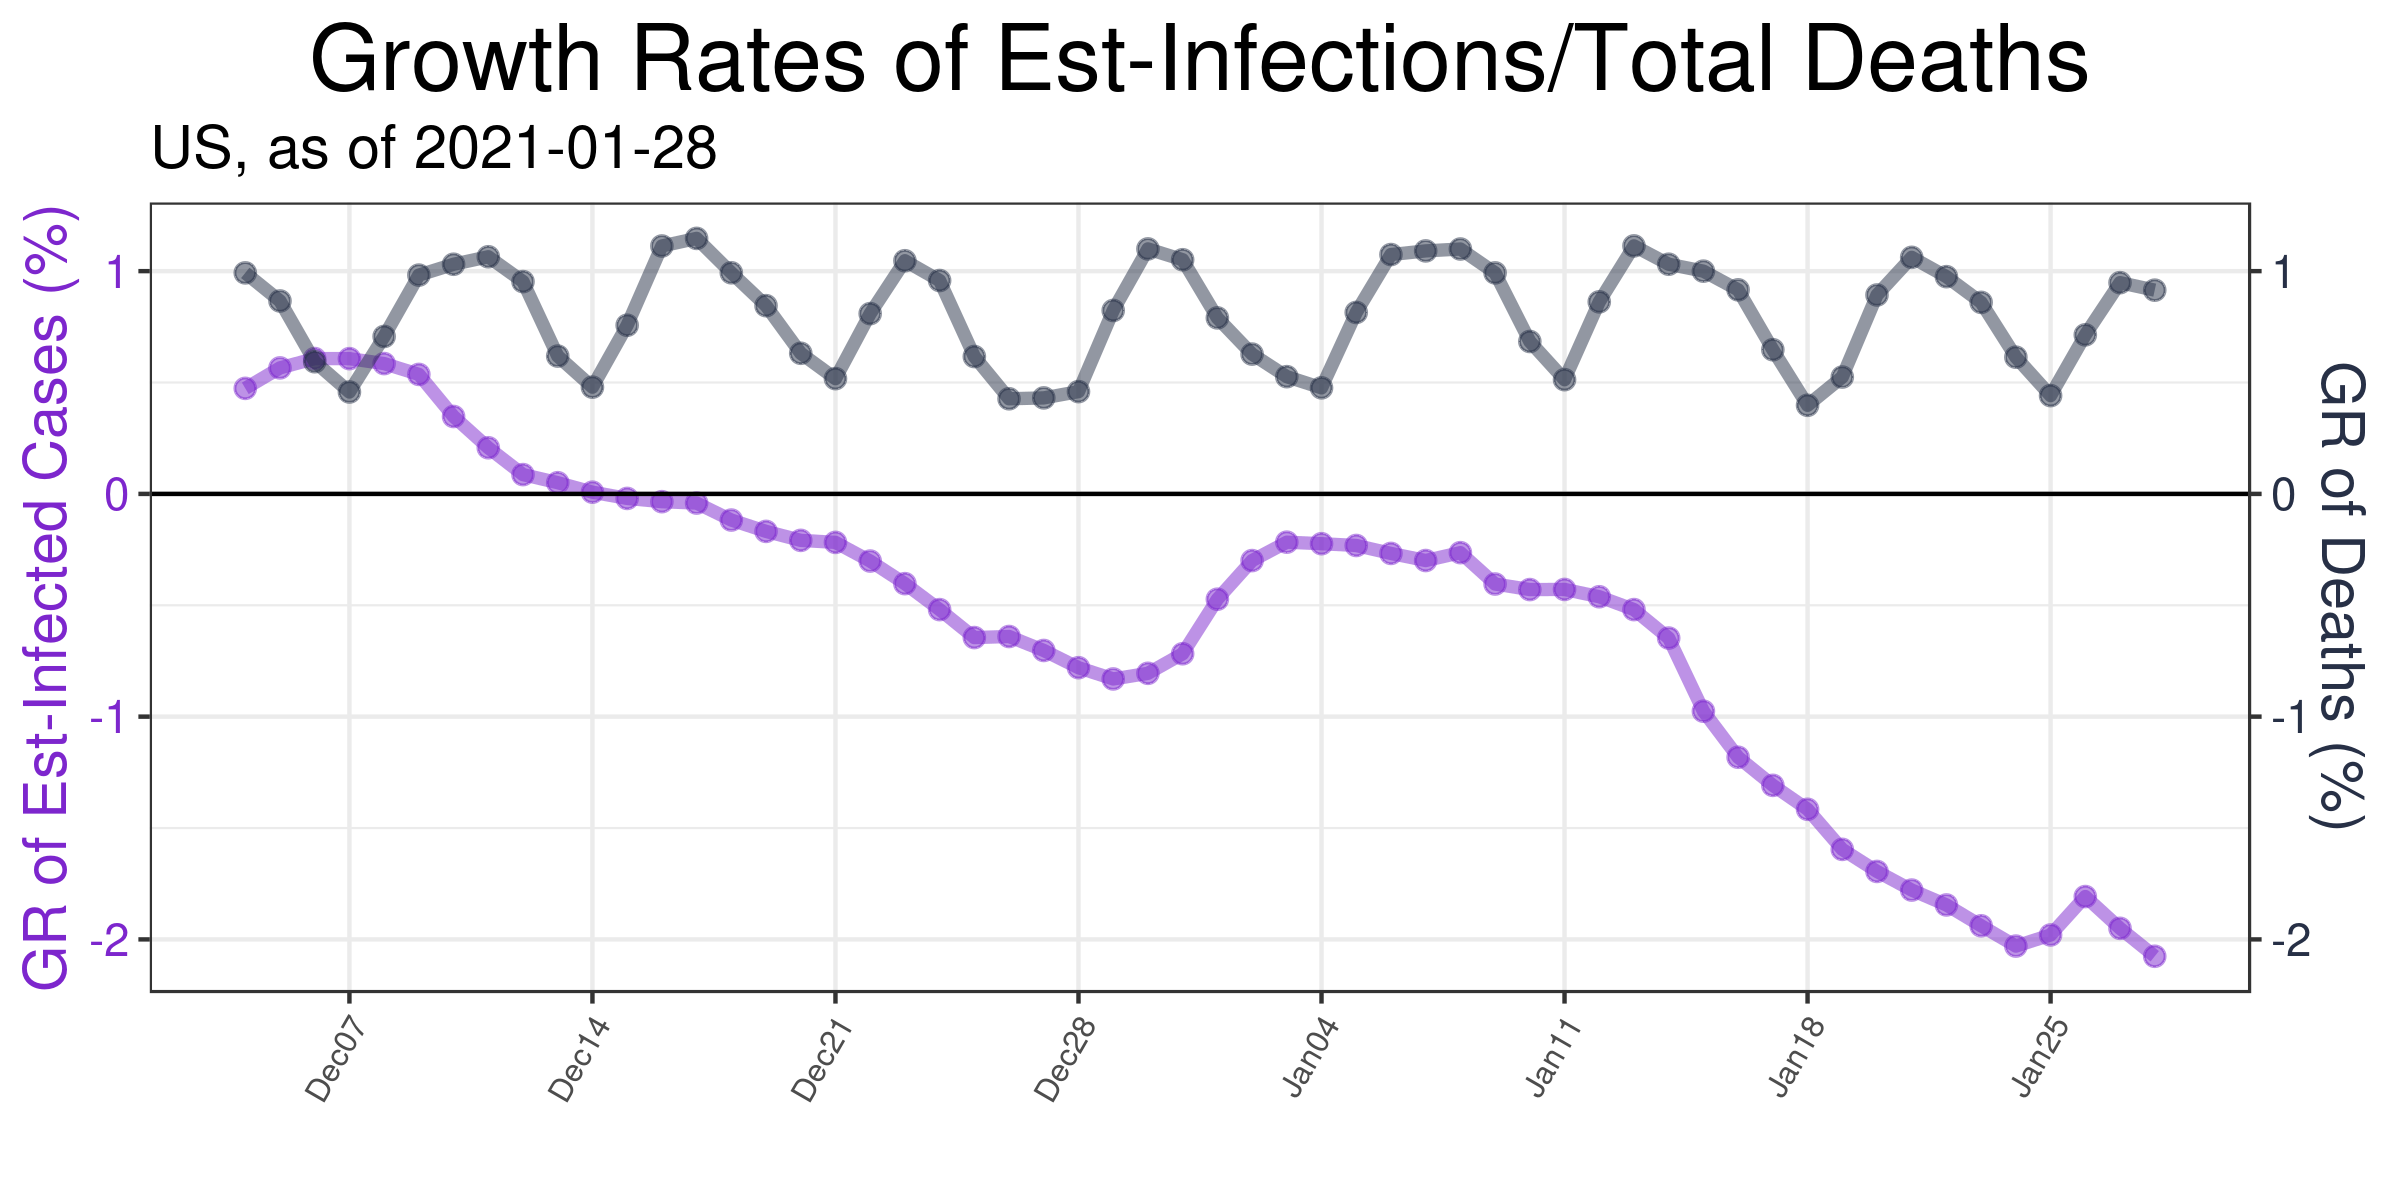 Growth Rates of Est-Infections/Total Deaths
US, as of 2021-01-28
GR of Est-Infected Cases (%)
1
0
-1
-2
1
0
-1
-2
GR of Deaths (%)
Dec07
Dec14
Dec21
Dec28
Jan04
Jan11
Jan18
Jan25